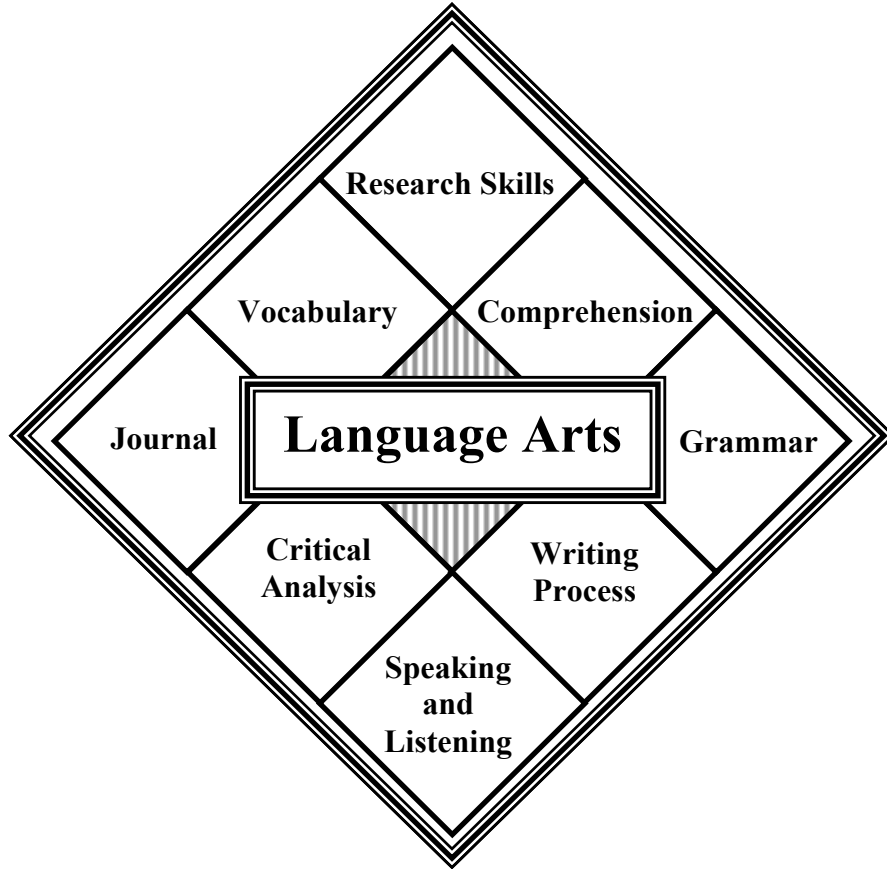 Research Skills
Vocabulary
Comprehension
Journal
Language Arts
Grammar
Critical
Analysis
Writing
Process
Speaking
and
Listening